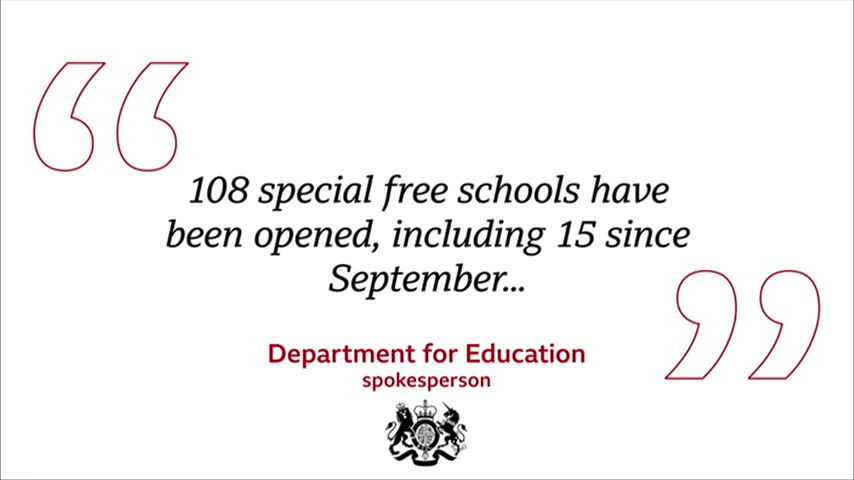 108 special free schools have
been opened, including 15 since
September...
Department for Education
spokesperson